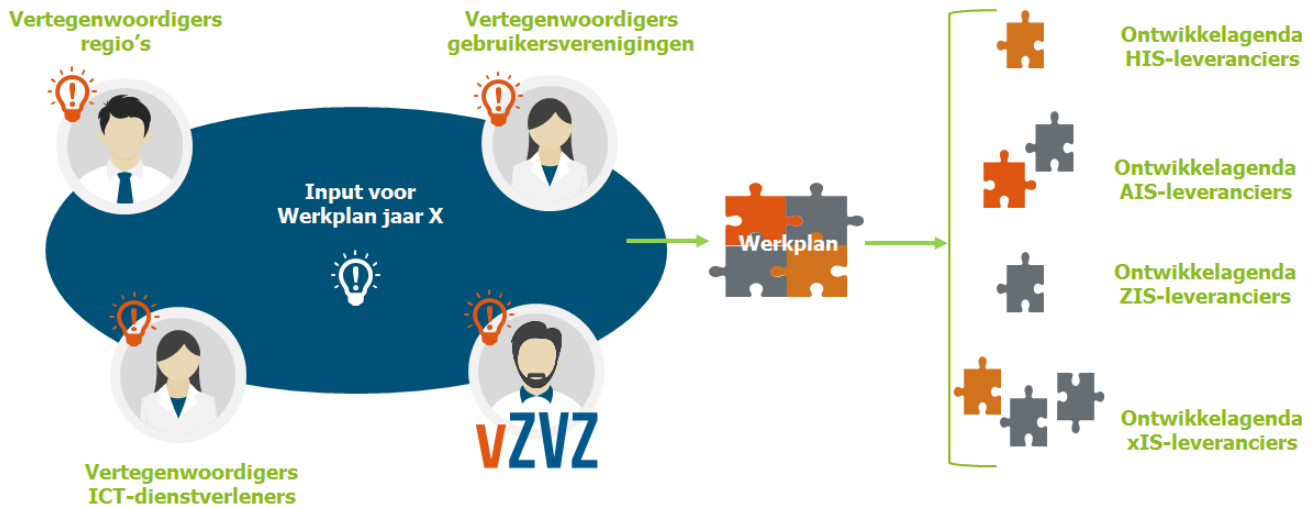 Vertegenwoordigers
regio's
Vertegenwoordigers
gebruikersverenigingen
Input voor
Werkplan jaar X
Vertegenwoordigers
ICT-dienstverleners
vZVZ
Werkplan
Ontwikkelagenda
HIS-leveranciers
Ontwikkelagenda
AIS-leveranciers
Ontwikkelagenda
ZIS-leveranciers
Ontwikkelagenda
xIS-leveranciers